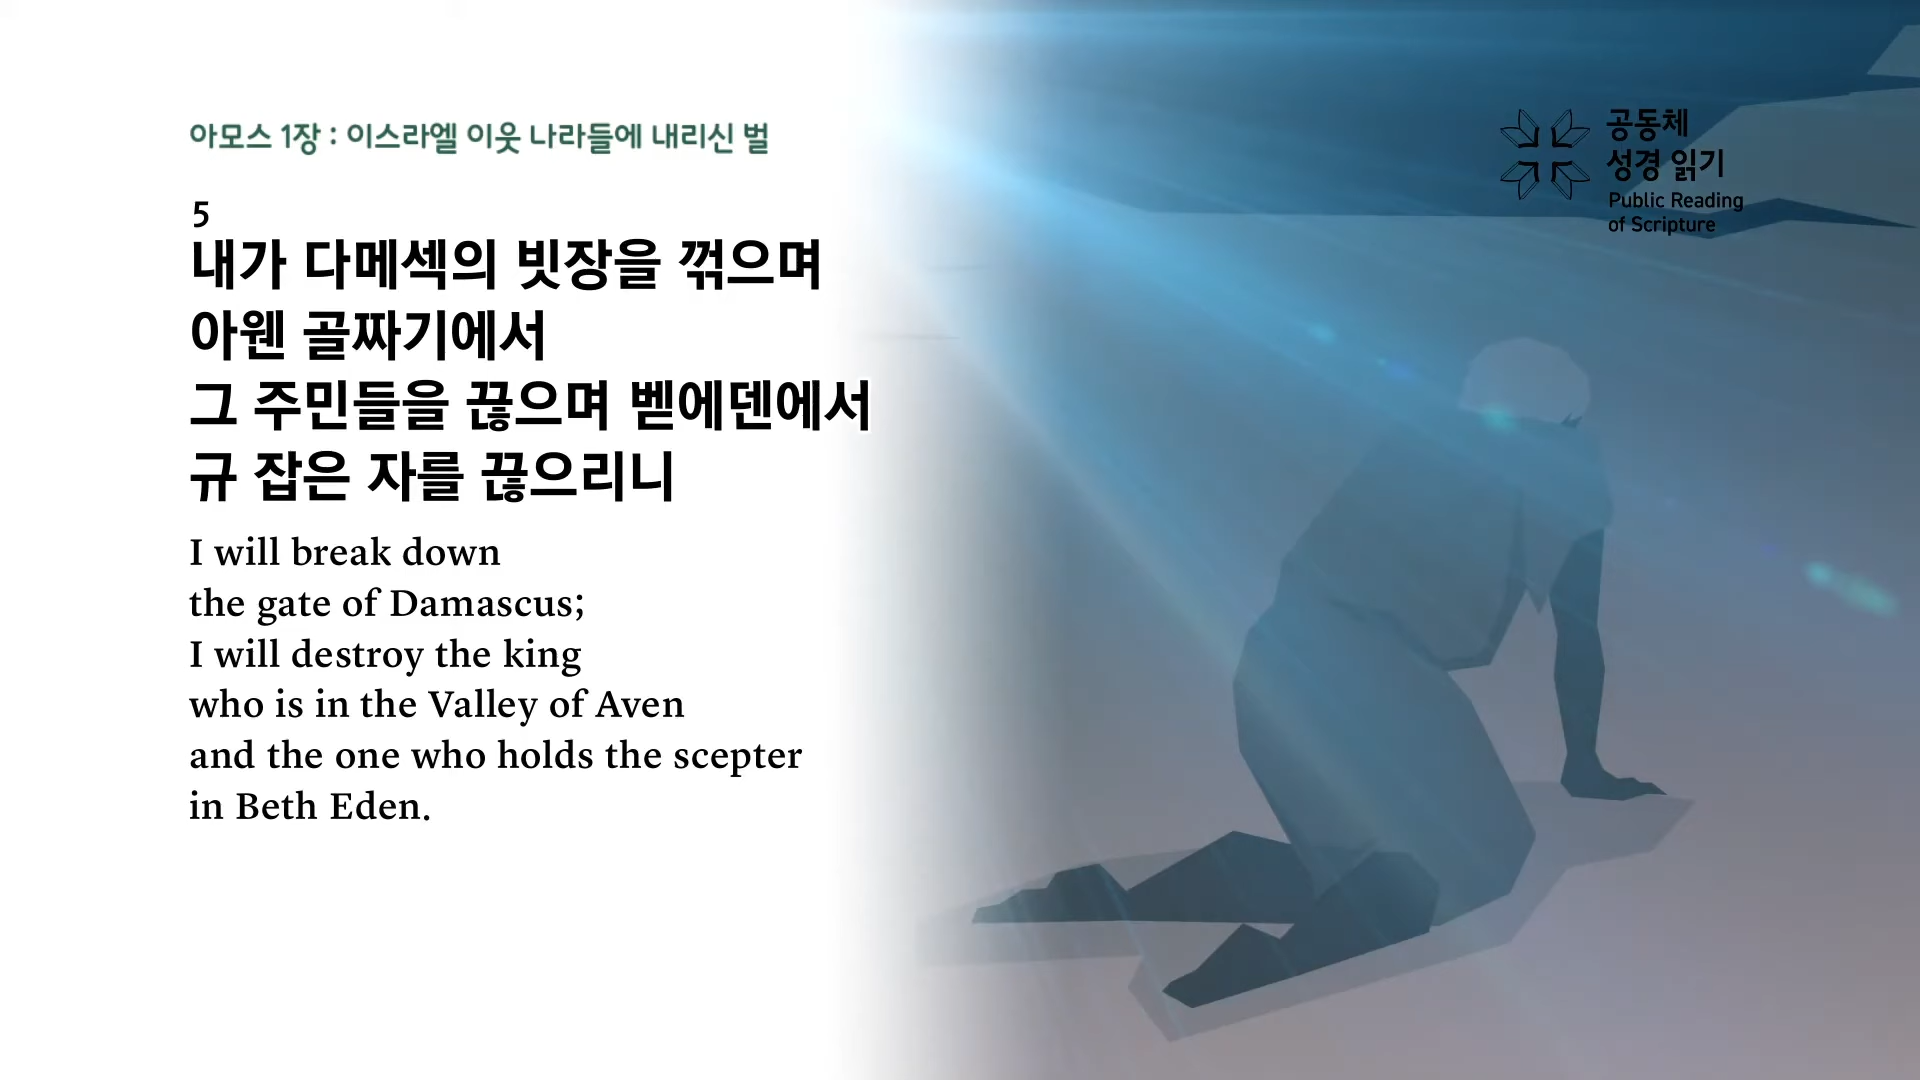 아모스 1장 : 이스라엘 이웃 나라들에 내리신 벌
공동체
성경 읽기
Public Reading
of Scripture
5
내가 다메섹의 빗장을 꺾으며
아웬 골짜기에서
그 주민들을 끊으며 벧에덴에서
규 잡은 자를 끊으리니
I will break down
the gate of Damascus;
I will destroy the king
who is in the Valley of Aven
and the one who holds the scepter
in Beth Eden.